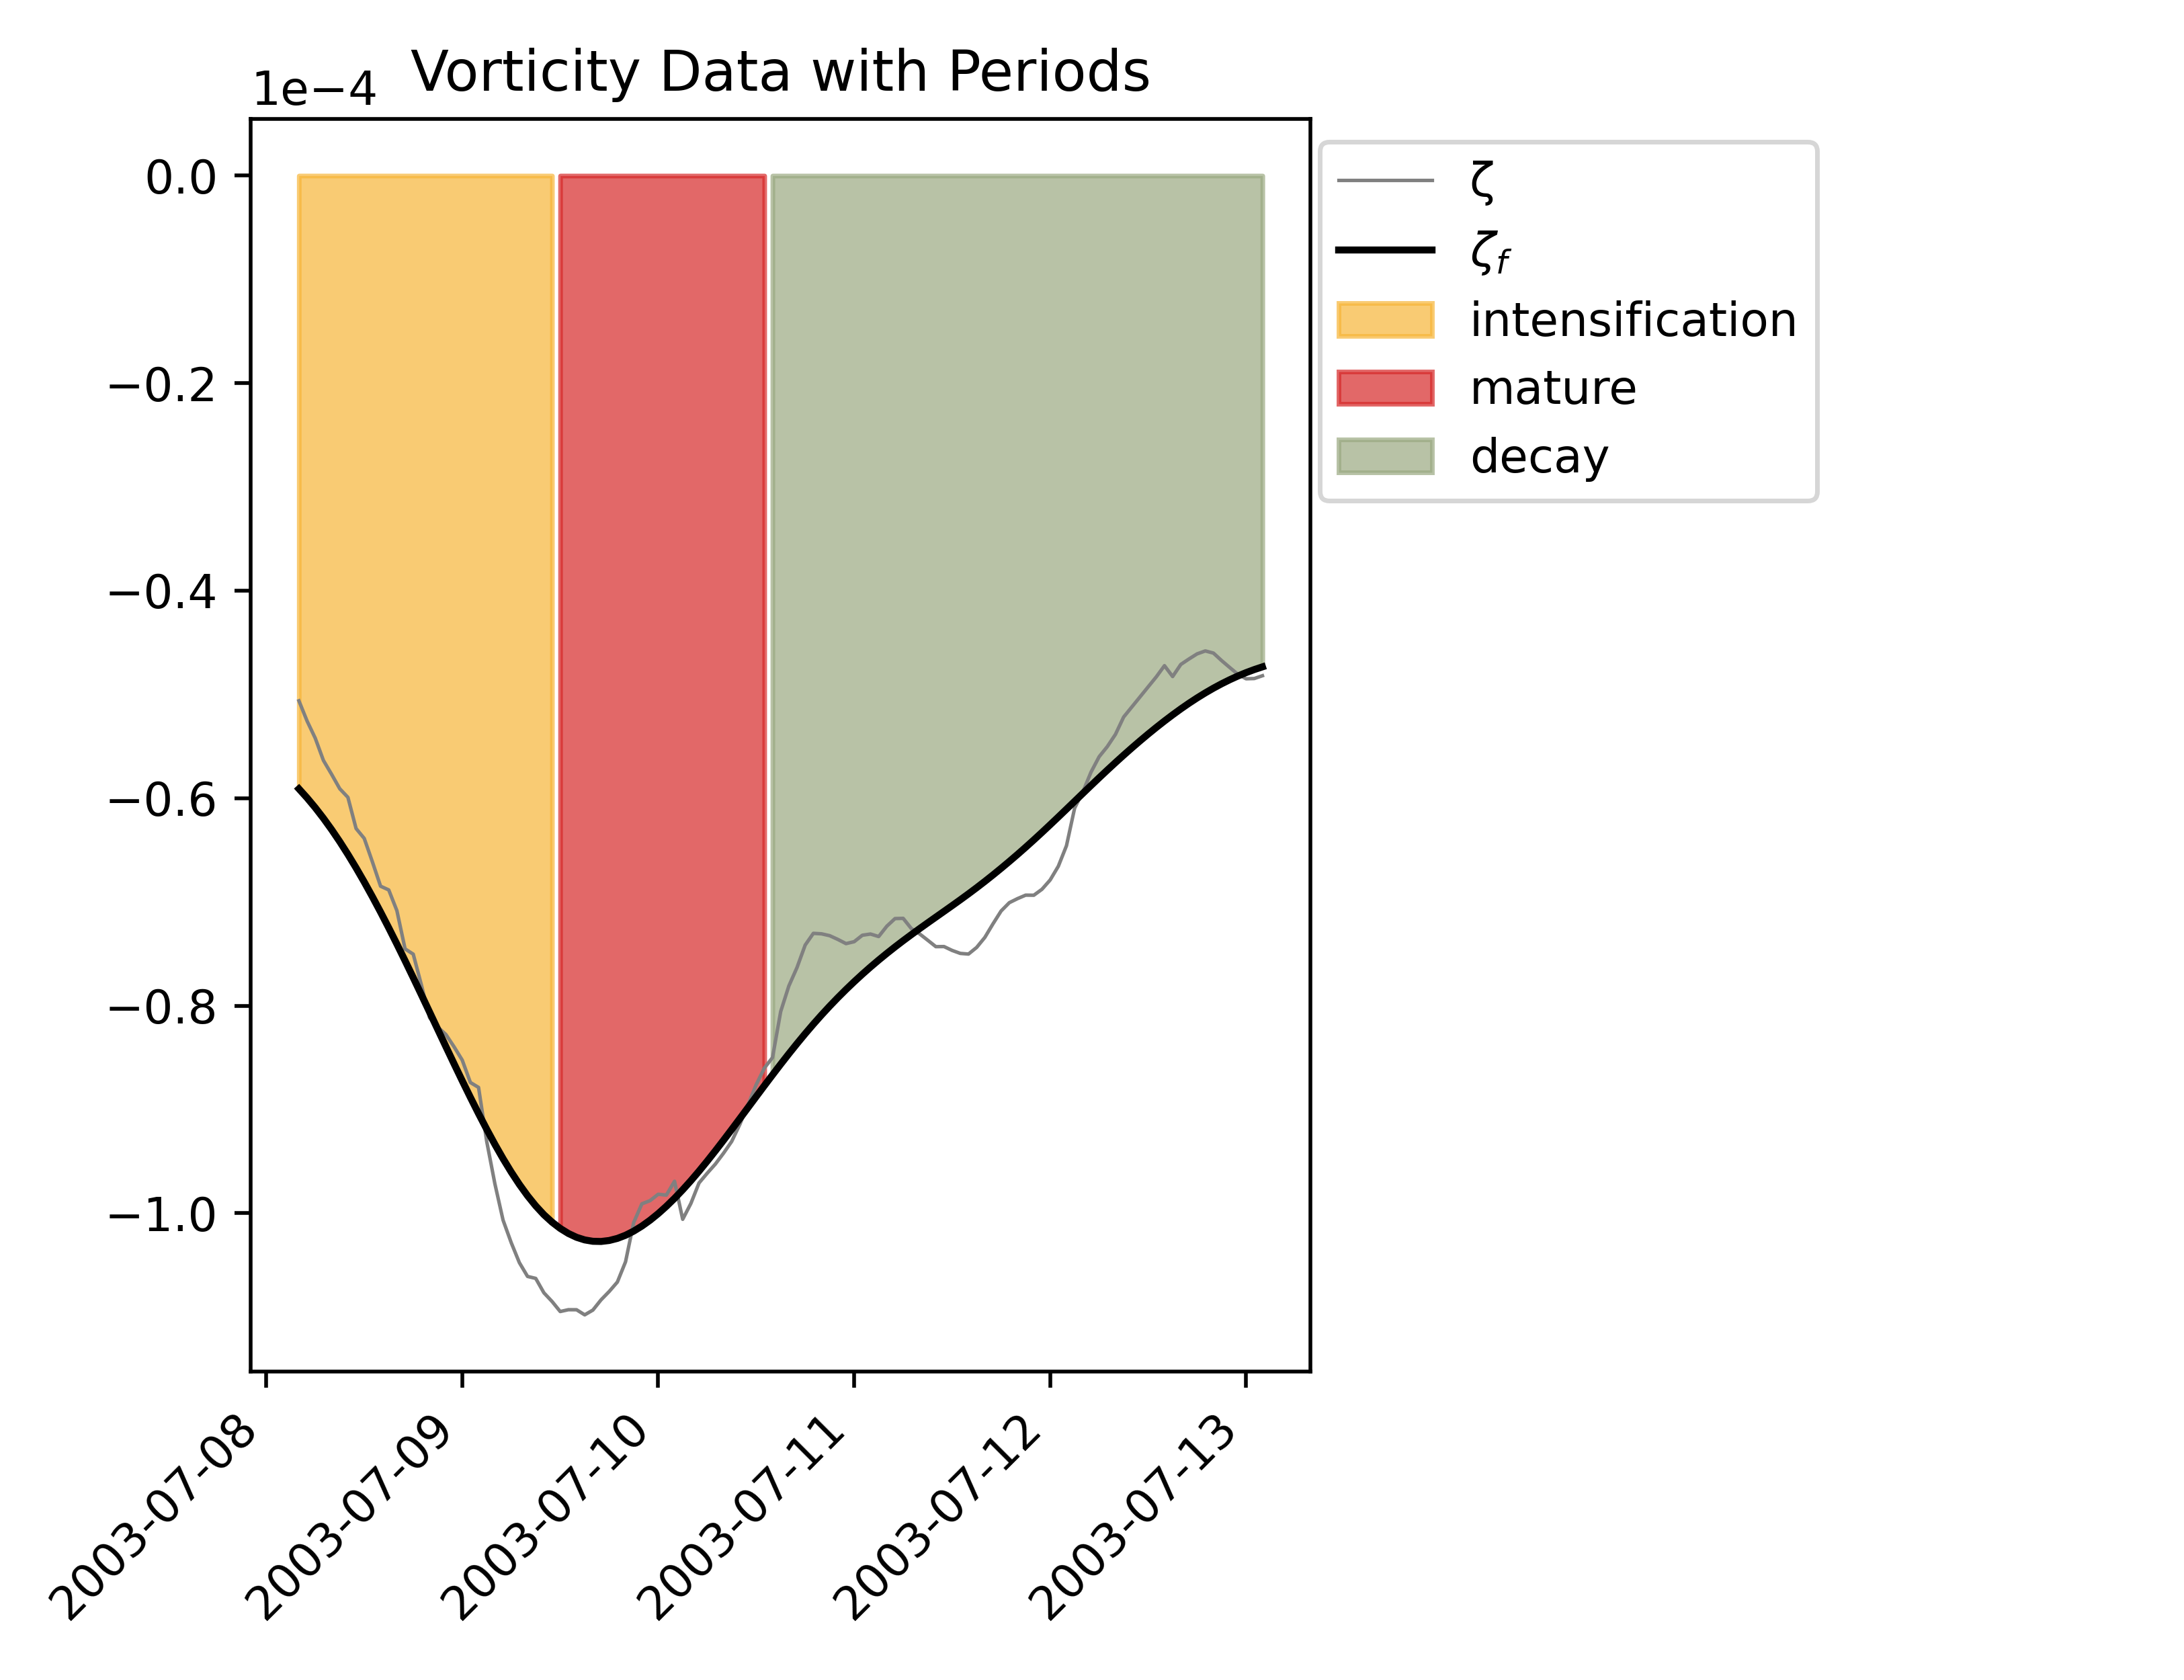 Vorticity Data with Periods
1e−4
0.0
−0.2
−0.4
−0.6
−0.8
−1.0
2003-07-08
2003-07-09
2003-07-10
2003-07-11
2003-07-12
2003-07-13
ζ
ζf
intensification
mature
decay